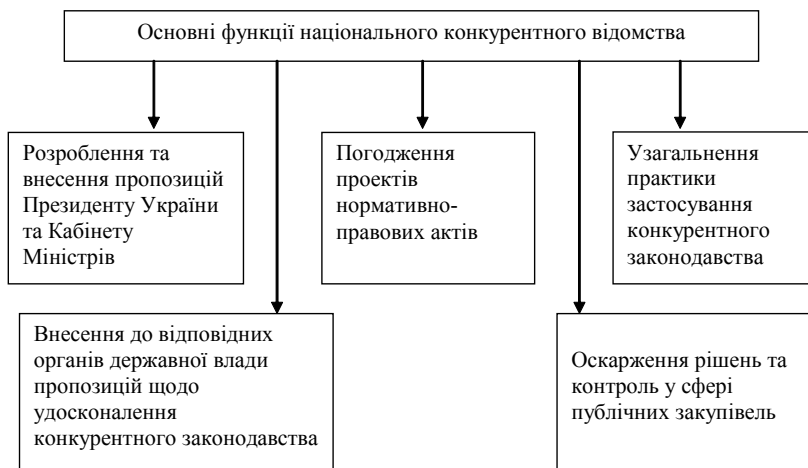 Основні функції національного конкурентного відомства
Розроблення та
внесення пропозицій
Президенту України
та Кабінету
Міністрів
Погодження
проектів
нормативно-
правових актів
Узагальнення
практики
застосування
конкурентного
законодавства
Внесення до відповідних
органів державної влади
пропозицій щодо
удосконалення
конкурентного законодавства
Оскарження рішень та
контроль у сфері
публічних закупівель